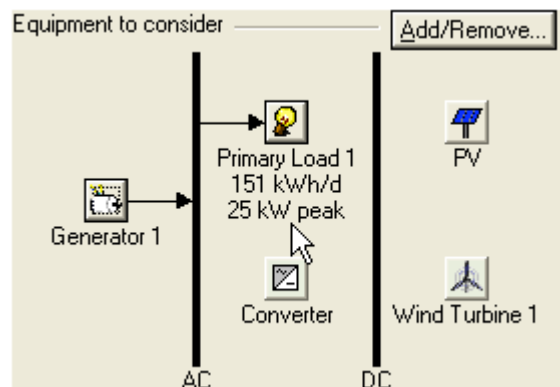 Equipment to consider
Add/Remove...
Primary Load 1
151 kWh/d
25 kW peak
PV
Generator 1
Converter
Wind Turbine 1
AC
DC